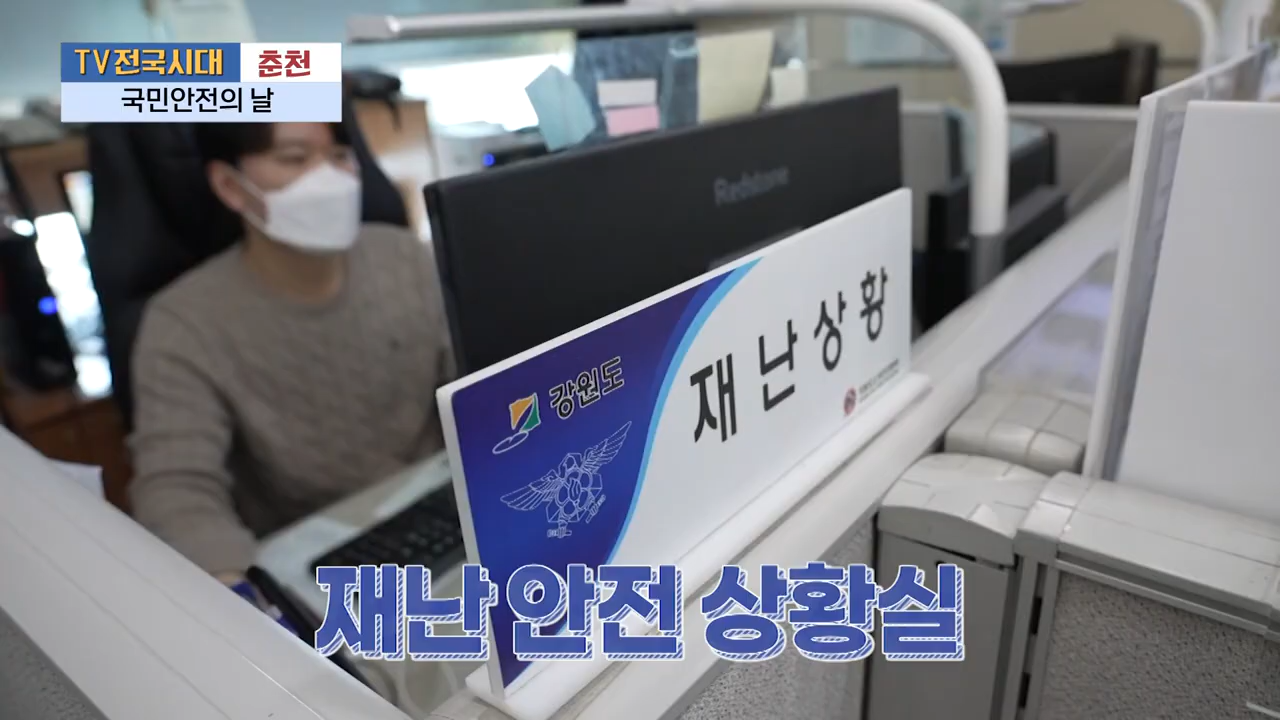 TV전국시대 춘천
국민안전의 날
Redstone
강원도
재난상황
재난 안전 상황실